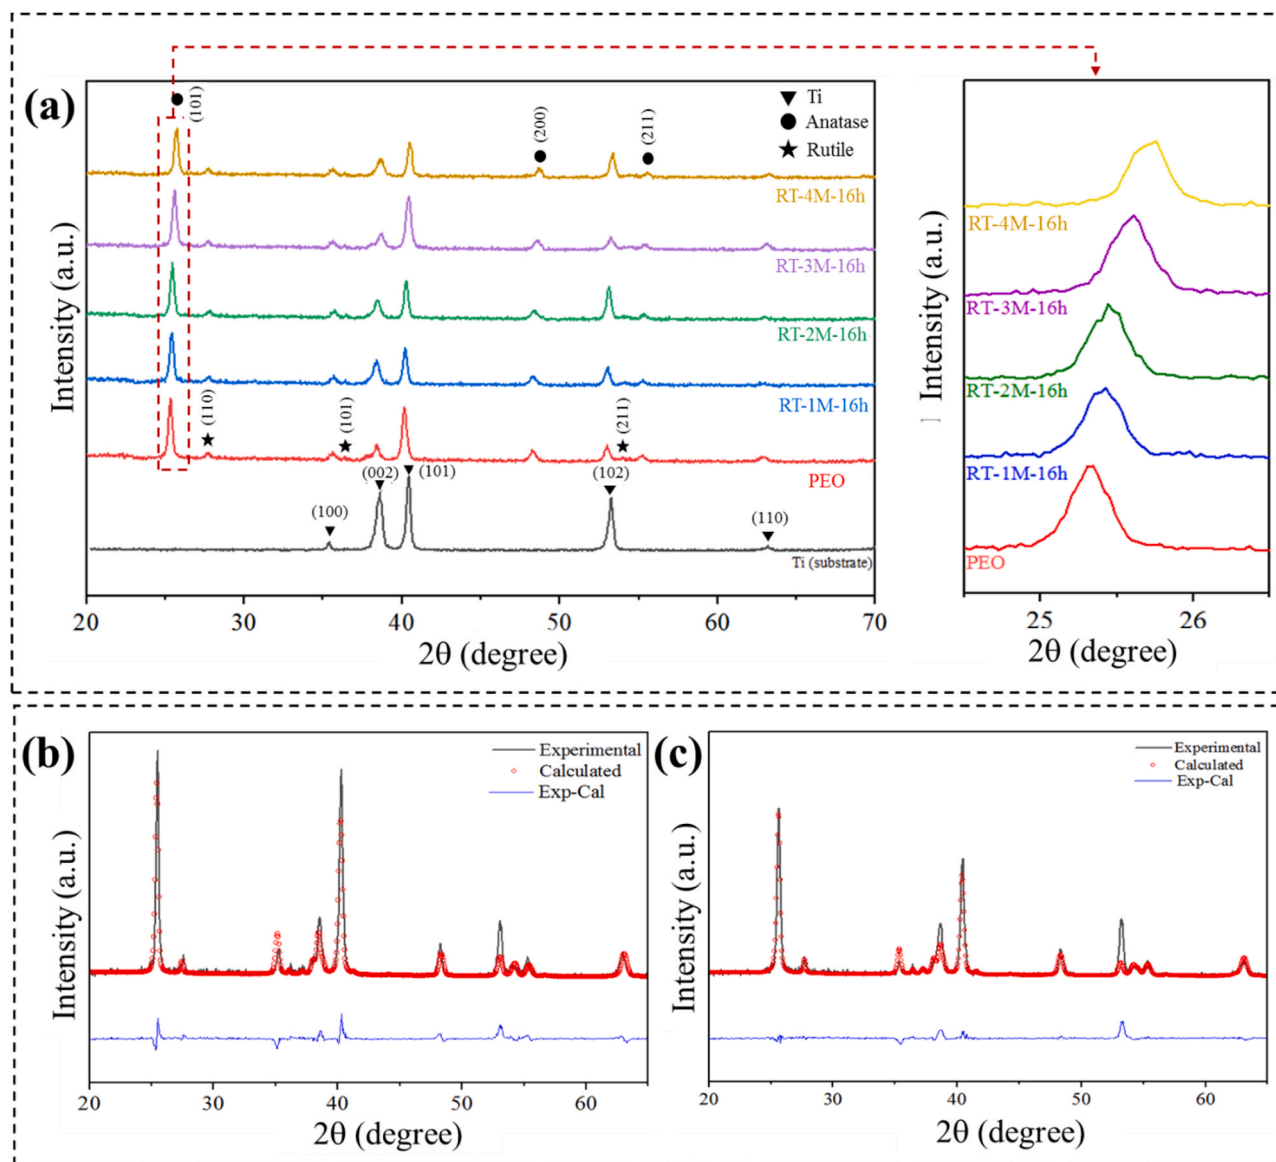 (a)
(101)
Ti
Anatase
Rutile
(200)
(211)
RT-4M-16h
RT-3M-16h
RT-2M-16h
RT-1M-16h
(110)
(101)
(211)
PEO
(100)
(002)
(101)
(102)
(110)
Ti (substrate)
Intensity (a.u.)
20 30 40 50 60 70
2θ (degree)
RT-4M-16h
RT-3M-16h
RT-2M-16h
RT-1M-16h
PEO
Intensity (a.u.)
25 26
2θ (degree)
(b)
Experimental
Calculated
Exp-Cal
Intensity (a.u.)
20 30 40 50 60
2θ (degree)
(c)
Experimental
Calculated
Exp-Cal
Intensity (a.u.)
20 30 40 50 60
2θ (degree)